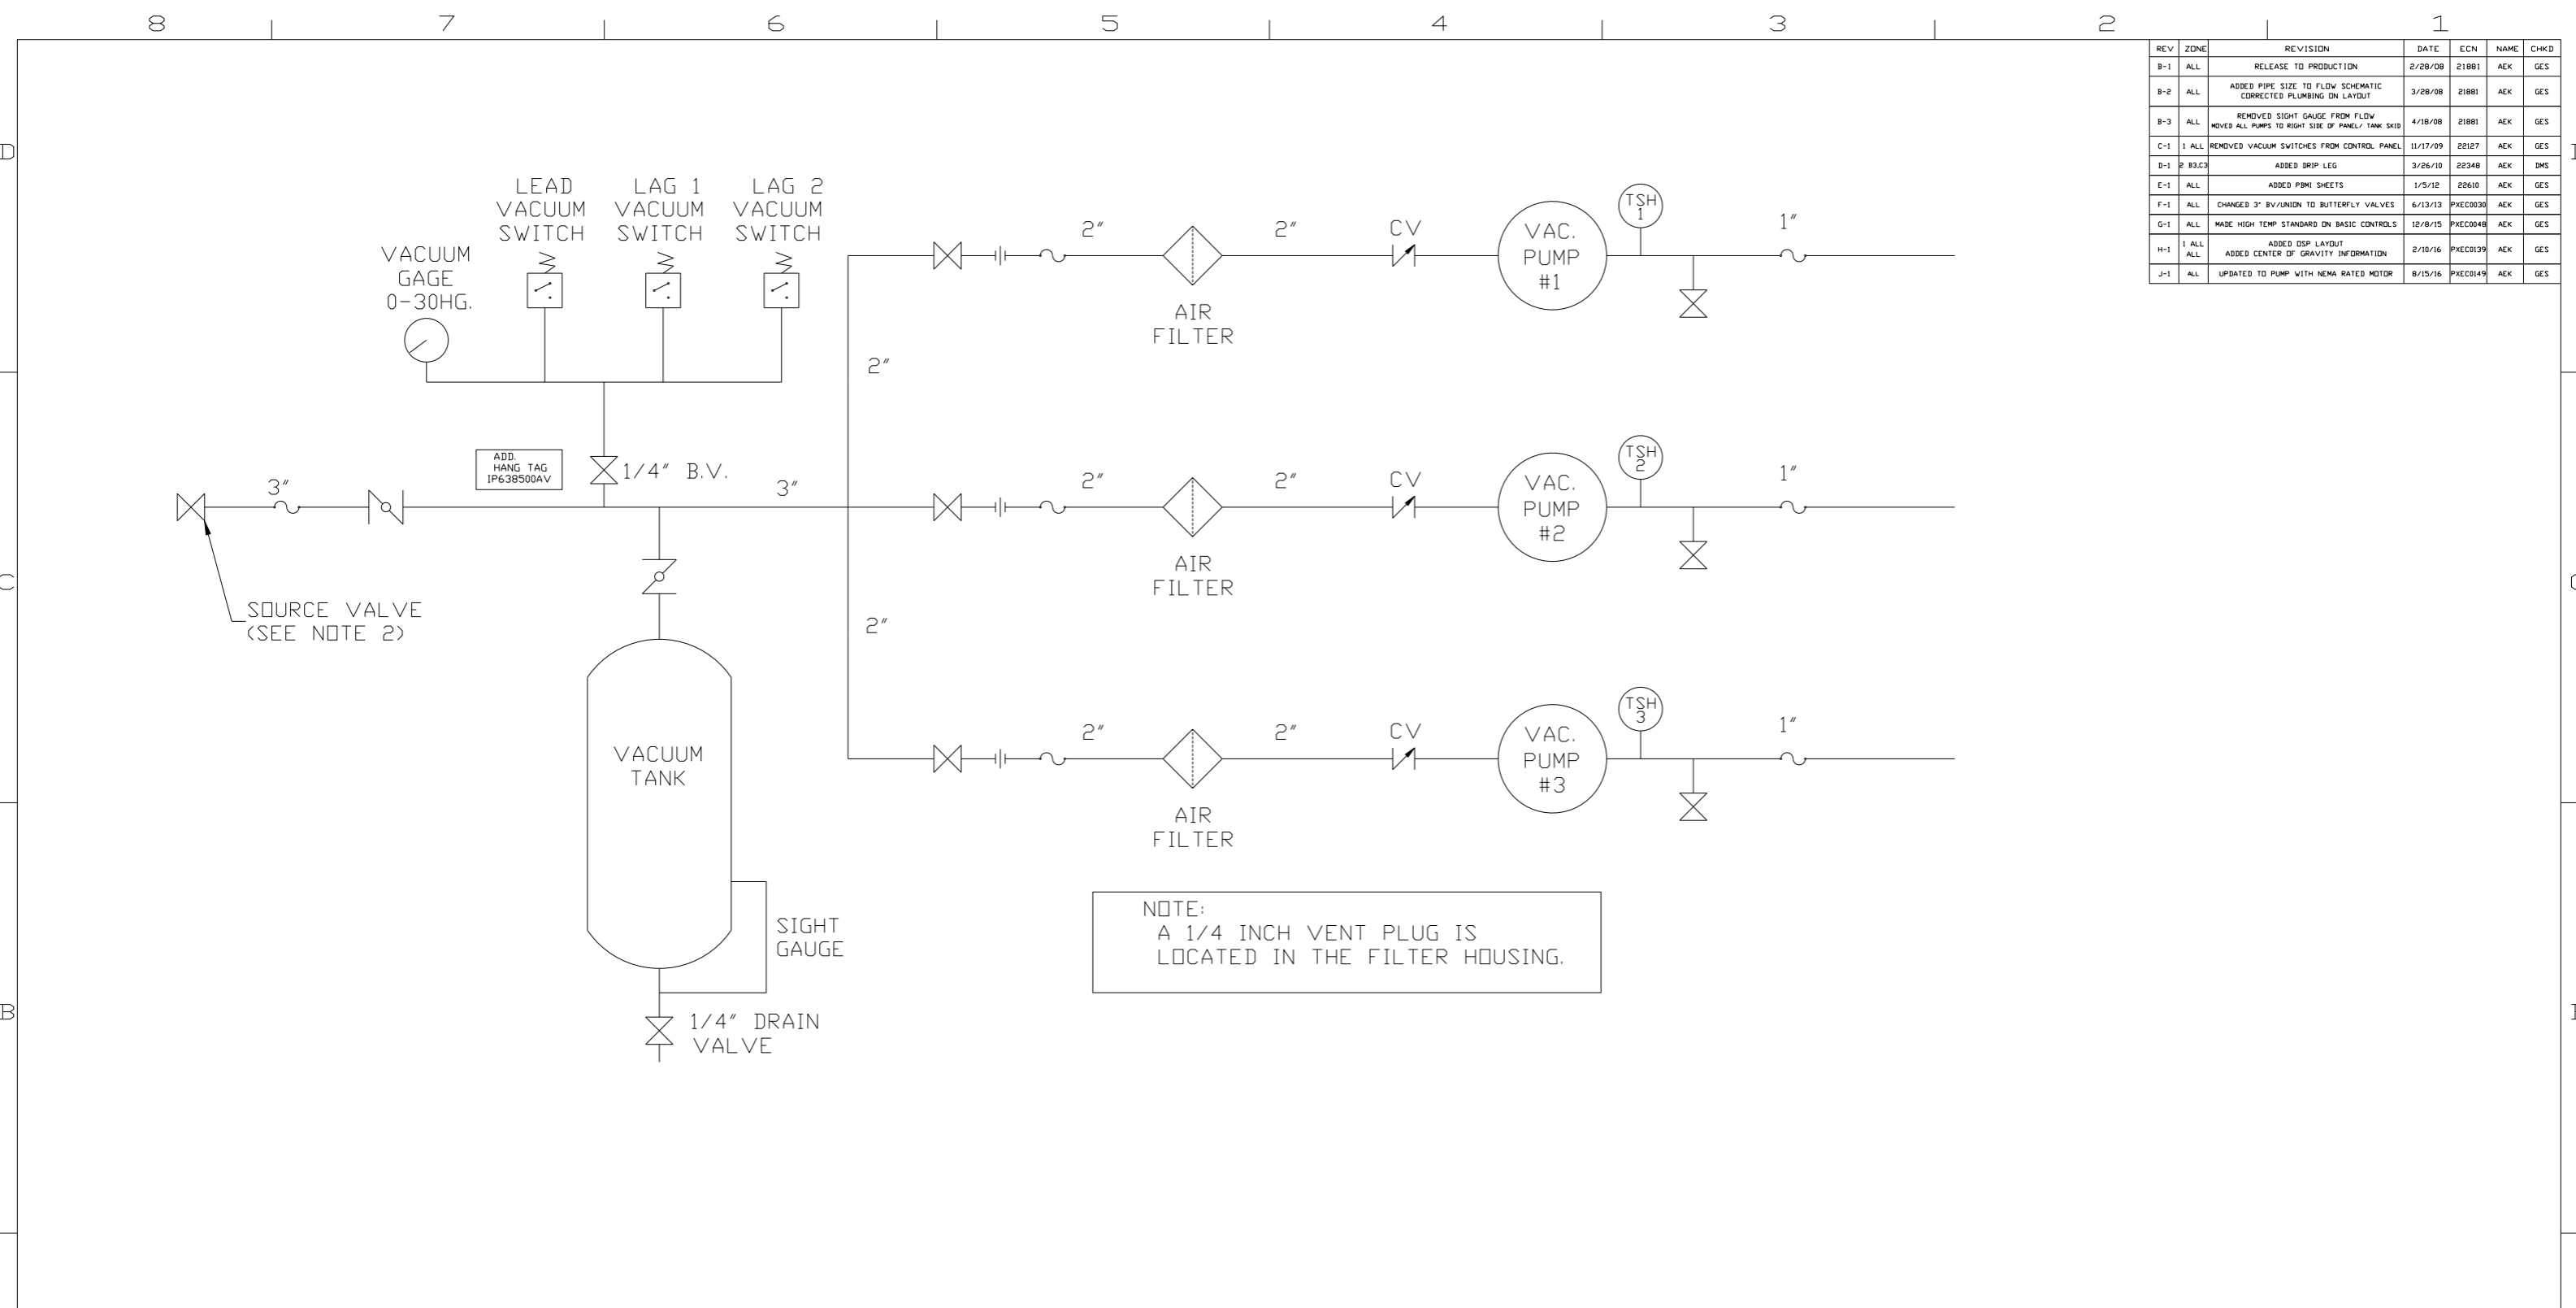 8 7 6 5 4 3 2 1
REV ZONE REVISION DATE ECN NAME CHKD
B-1 ALL RELEASE TO PRODUCTION 2/28/08 21881 AEK GES
B-2 ALL ADDED PIPE SIZE TO FLOW SCHEMATIC 3/28/08 21881 AEK GES
CORRECTED PLUMBING ON LAYOUT
B-3 ALL REMOVED SIGHT GAUGE FROM FLOW 4/18/08 21881 AEK GES
MOVED ALL PUMPS TO RIGHT SIDE OF PANEL/ TANK SKID
C-1 1 ALL REMOVED VACUUM SWITCHES FROM CONTROL PANEL 11/17/09 22127 AEK GES
D-1 2 B3,C3 ADDED DRIP LEG 3/26/10 22348 AEK DMS
E-1 ALL ADDED PBMI SHEETS 1/5/12 22610 AEK GES
F-1 ALL CHANGED 3" BV/UNION TO BUTTERFLY VALVES 6/13/13 PXEC0030 AEK GES
G-1 ALL MADE HIGH TEMP STANDARD ON BASIC CONTROLS 12/8/15 PXEC0048 AEK GES
H-1 1 ALL ADDED OSP LAYOUT 2/10/16 PXEC0139 AEK GES
ALL ADDED CENTER OF GRAVITY INFORMATION
J-1 ALL UPDATED TO PUMP WITH NEMA RATED MOTOR 8/15/16 PXEC0149 AEK GES
D
C
B
LEAD
VACUUM
SWITCH
LAG 1
VACUUM
SWITCH
LAG 2
VACUUM
SWITCH
VACUUM
GAGE
0-30HG.
2"
2"
CV
VAC.
PUMP
#1
TSH
1
1"
AIR
FILTER
2"
ADD.
HANG TAG
IP638500AV
1/4" B.V.
3"
3"
2"
2"
CV
VAC.
PUMP
#2
TSH
2
1"
AIR
FILTER
SOURCE VALVE
(SEE NOTE 2)
2"
2"
2"
CV
VAC.
PUMP
#3
TSH
3
1"
AIR
FILTER
VACUUM
TANK
SIGHT
GAUGE
1/4" DRAIN
VALVE
NOTE:
A 1/4 INCH VENT PLUG IS
LOCATED IN THE FILTER HOUSING.